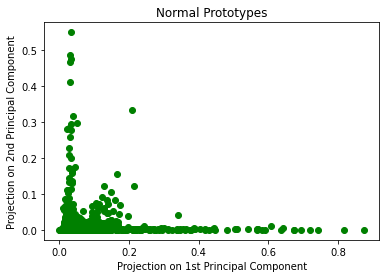 Normal Prototypes
Projection on 2nd Principal Component
0.5
0.4
0.3
0.2
0.1
0.0
0.0 0.2 0.4 0.6 0.8
Projection on 1st Principal Component